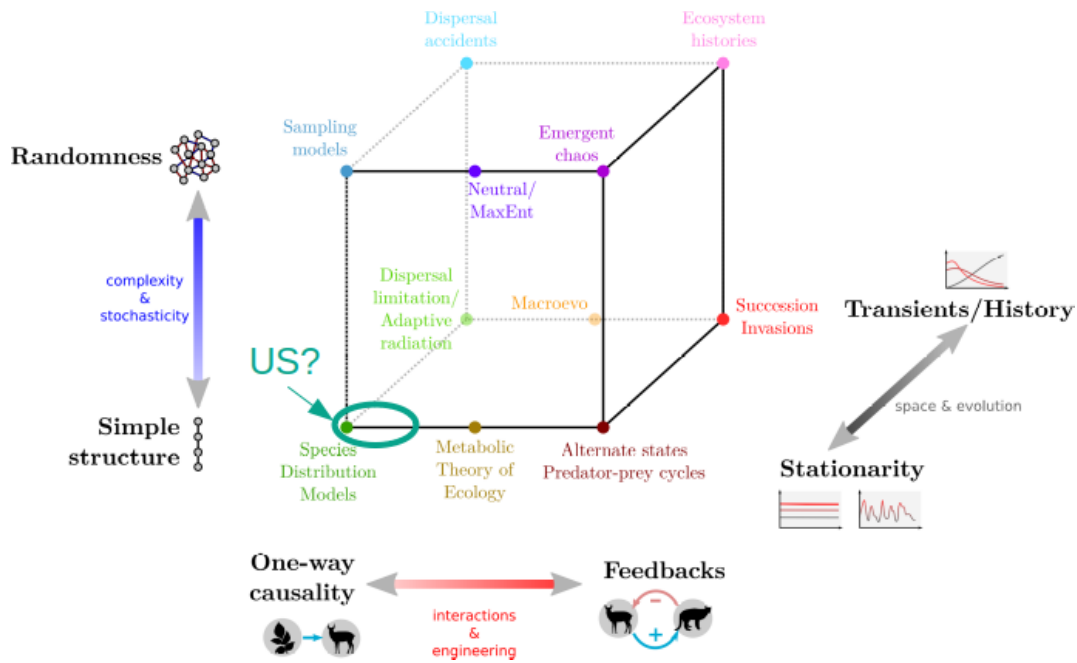 Dispersal
accidents
Ecosystem
histories
Sampling
models
Emergent
chaos
Randomness
Neutral/
MaxEnt
complexity
&
stochasticity
Dispersal
limitation/
Adaptive
radiation
Macroevo
Succession
Invasions
Transients/History
US?
space & evolution
Simple
structure
Species
Distribution
Models
Metabolic
Theory of
Ecology
Alternate states
Predator-prey cycles
Stationarity
One-way
causality
Feedbacks
interactions
&
engineering
−
+